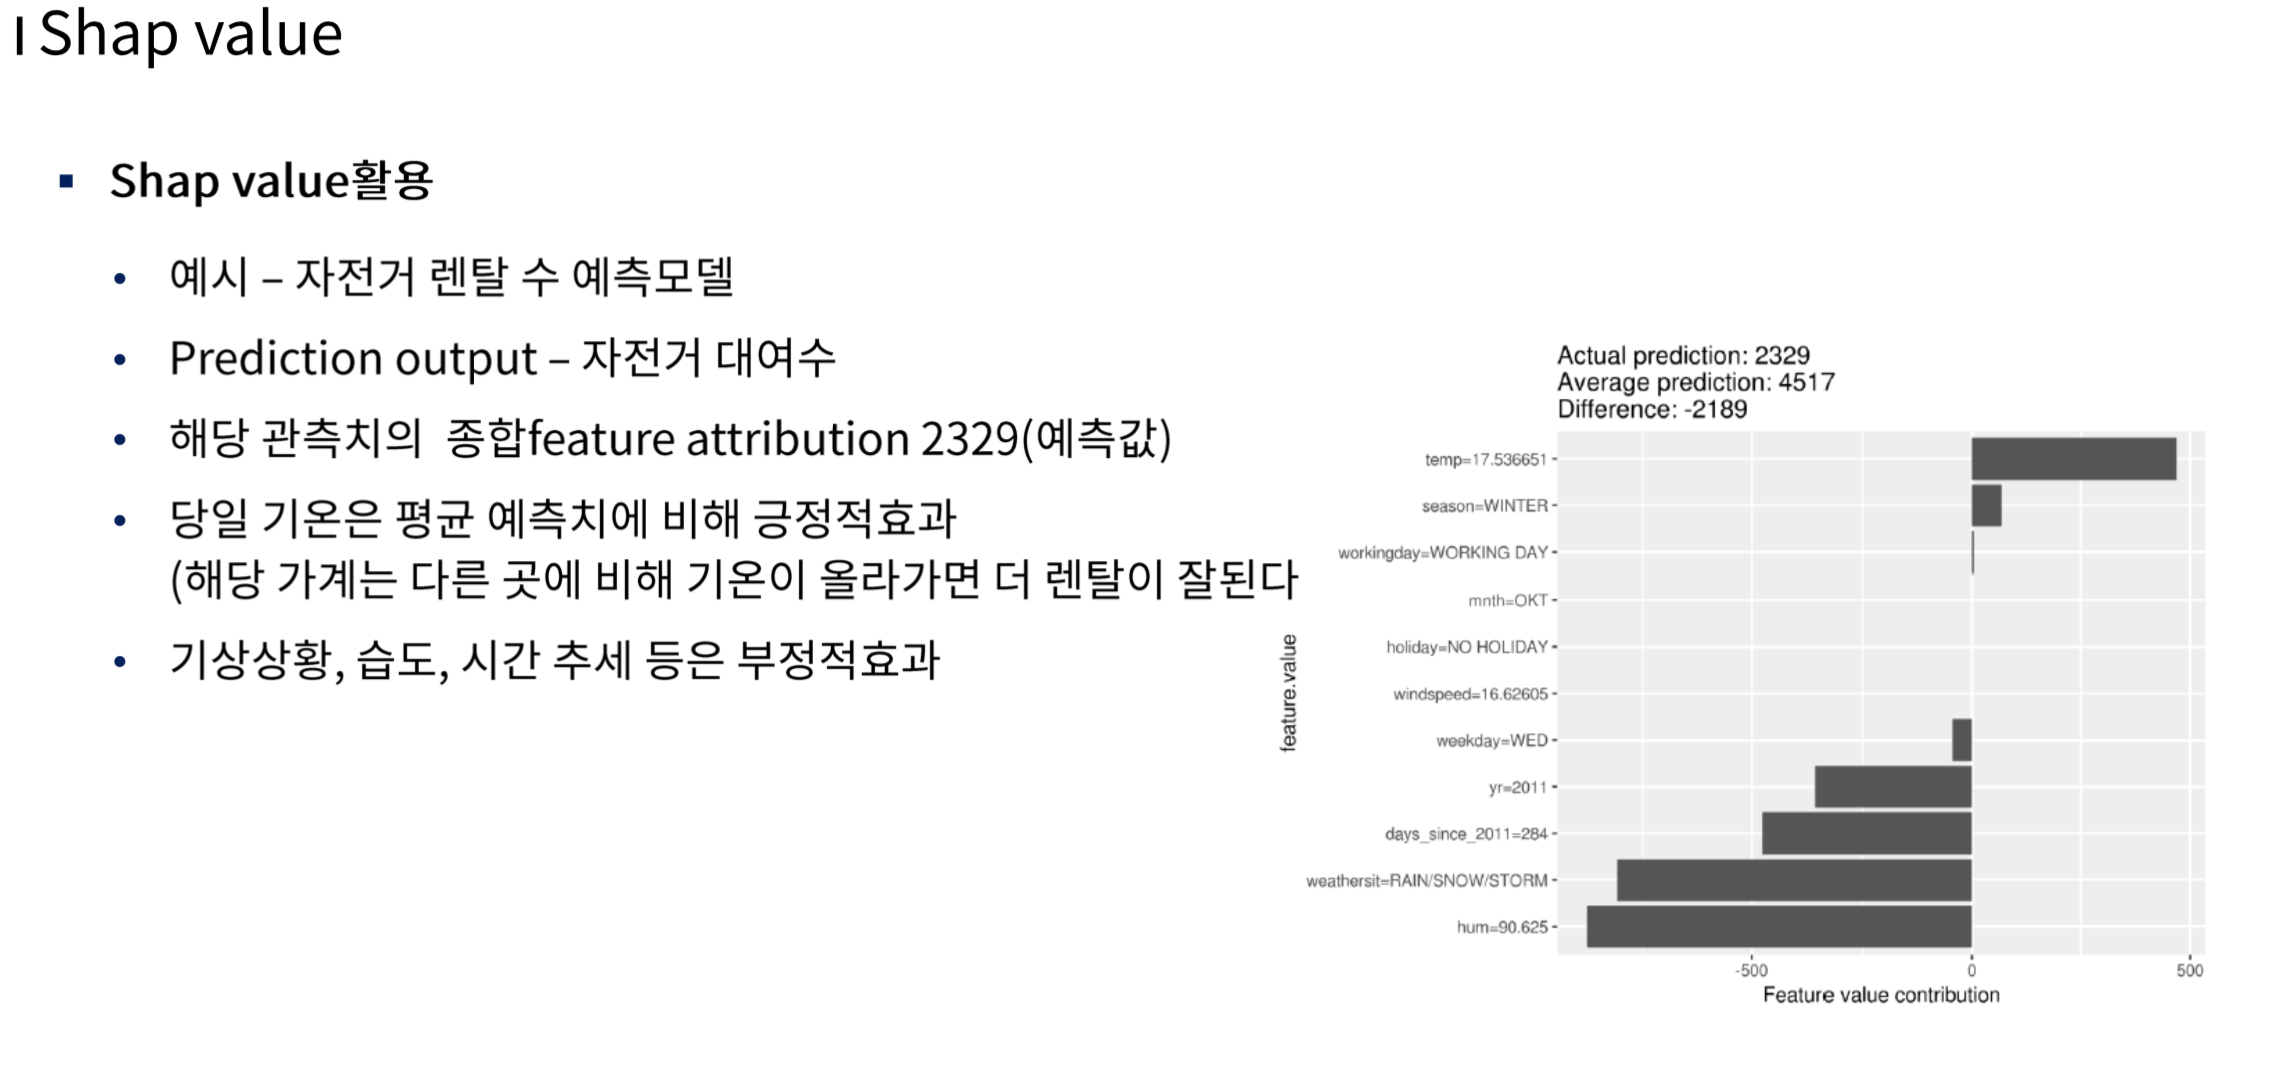 Shap value
Shap value활용
예시 – 자전거 렌탈 수 예측모델
Prediction output – 자전거 대여수
해당 관측치의 종합feature attribution 2329(예측값)
당일 기온은 평균 예측치에 비해 긍정적효과
(해당 가계는 다른 곳에 비해 기온이 올라가면 더 렌탈이 잘된다
기상상황, 습도, 시간 추세 등은 부정적효과
Actual prediction: 2329
Average prediction: 4517
Difference: -2189
feature.value
temp=17.536651
season=WINTER
workingday=WORKING DAY
mnth=OKT
holiday=NO HOLIDAY
windspeed=16.62605
weekday=WED
yr=2011
days_since_2011=284
weathersit=RAIN/SNOW/STORM
hum=90.625
-500 0 500
Feature value contribution